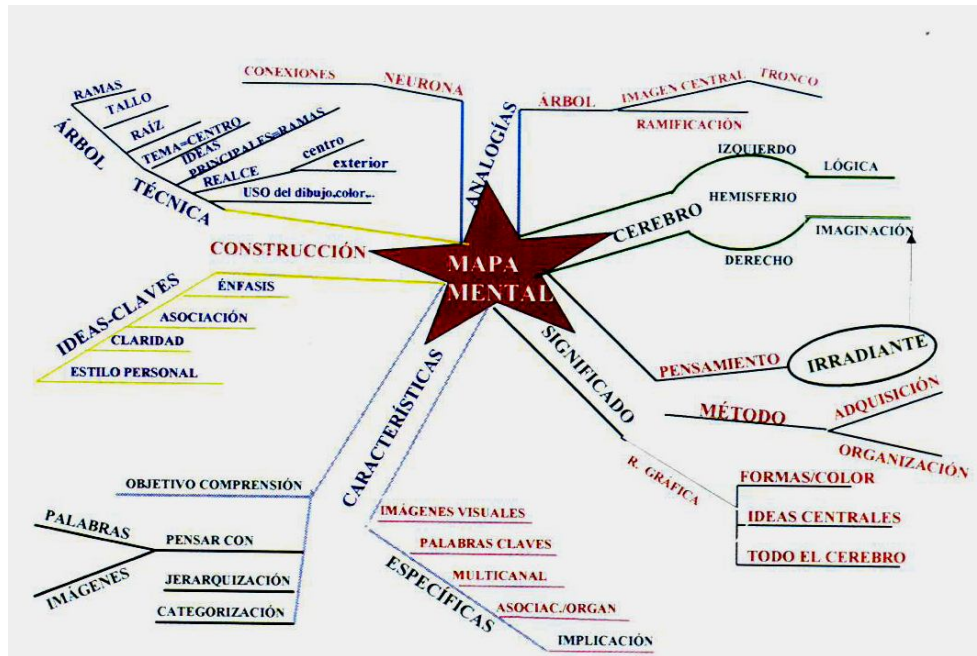 MAPA
MENTAL
ANALOGÍAS
NEURONA
CONEXIONES
ÁRBOL
IMAGEN CENTRAL
TRONCO
RAMIFICACIÓN
CEREBRO
IZQUIERDO
HEMISFERIO
DERECHO
LÓGICA
IMAGINACIÓN
SIGNIFICADO
PENSAMIENTO
IRRADIANTE
MÉTODO
ADQUISICIÓN
ORGANIZACIÓN
R. GRÁFICA
FORMAS/COLOR
IDEAS CENTRALES
TODO EL CEREBRO
CARACTERÍSTICAS
ESPECÍFICAS
IMÁGENES VISUALES
PALABRAS CLAVES
MULTICANAL
ASOCIAC./ORGAN
IMPLICACIÓN
OBJETIVO COMPRENSIÓN
PENSAR CON
PALABRAS
IMÁGENES
JERARQUIZACIÓN
CATEGORIZACIÓN
CONSTRUCCIÓN
IDEAS-CLAVES
ÉNFASIS
ASOCIACIÓN
CLARIDAD
ESTILO PERSONAL
TÉCNICA
ÁRBOL
RAMAS
TALLO
RAÍZ
TEMA=CENTRO
IDEAS
PRINCIPALES=RAMAS
REALCE
centro
exterior
USO del dibujo,color...